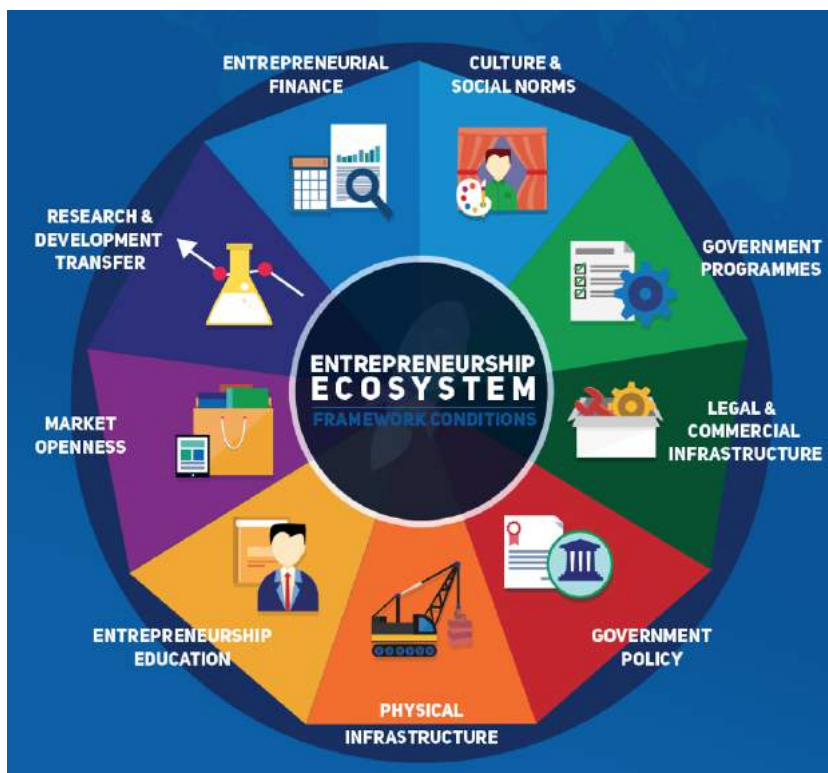 ENTREPRENEURIAL
FINANCE
CULTURE &
SOCIAL NORMS
RESEARCH &
DEVELOPMENT
TRANSFER
GOVERNMENT
PROGRAMMES
ENTREPRENEURSHIP
ECOSYSTEM
FRAMEWORK CONDITIONS
MARKET
OPENNESS
LEGAL &
COMMERCIAL
INFRASTRUCTURE
ENTREPRENEURSHIP
EDUCATION
GOVERNMENT
POLICY
PHYSICAL
INFRASTRUCTURE